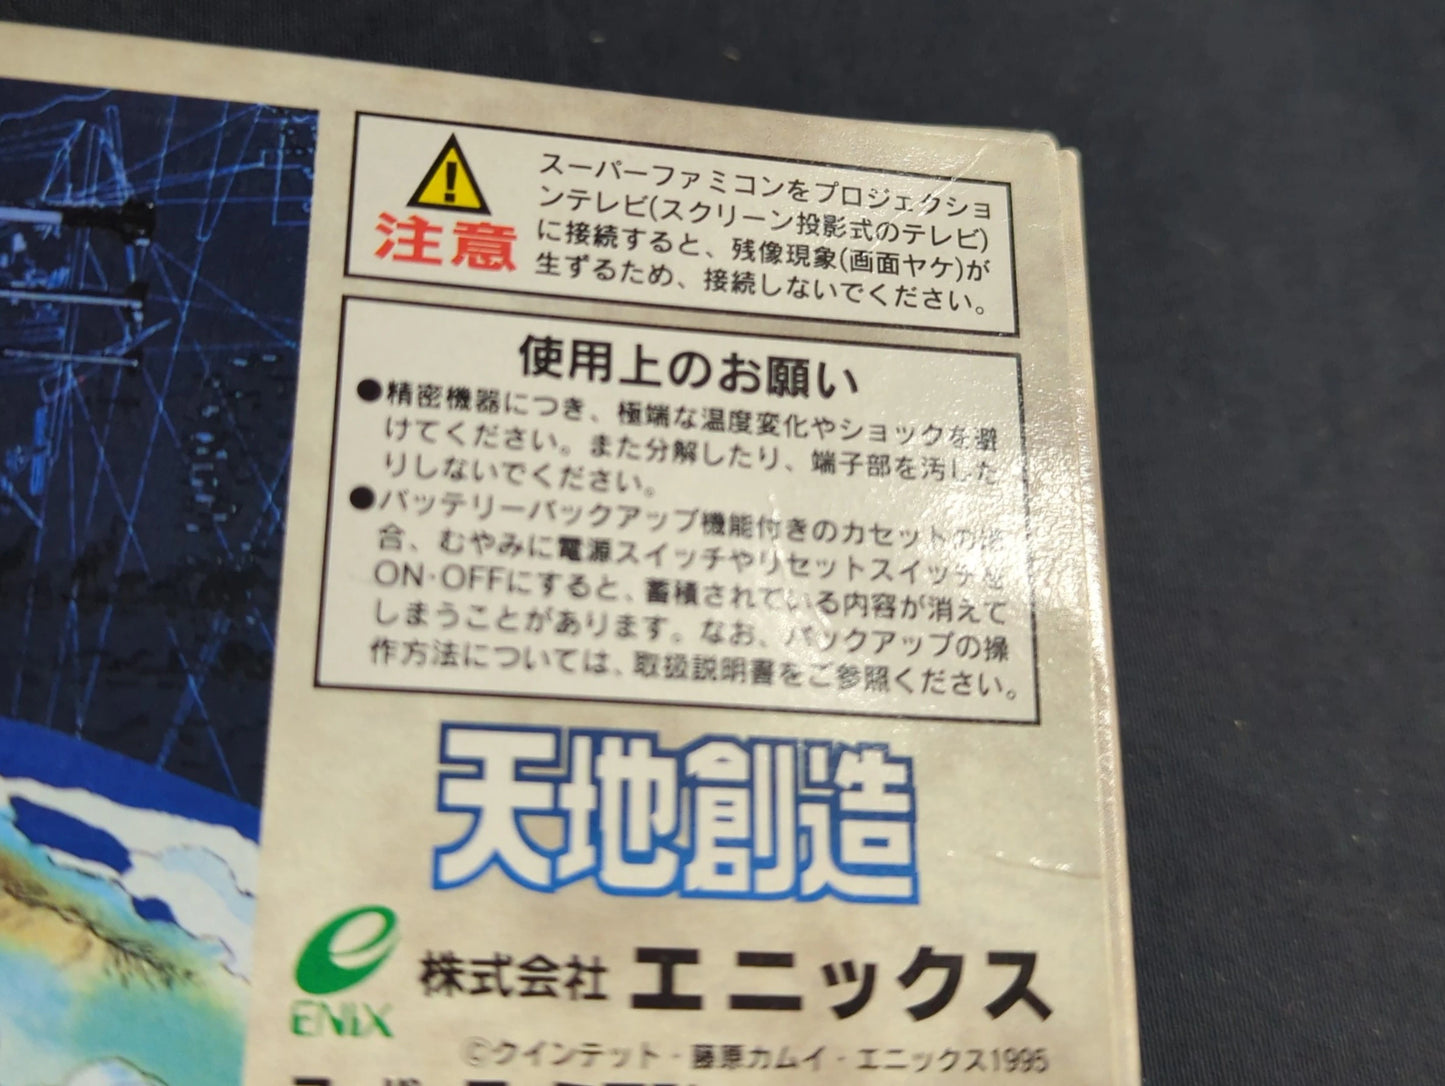 注意
スーパーファミコンをプロジェクショ
ンテレビ(スクリーン投影式のテレビ)
に接続すると、残像現象(画面ヤケ)が
生ずるため、接続しないでください。
使用上のお願い
●精密機器につき、極端な温度変化やショックを避
けてください。また分解したり、端子部を汚した
りしないでください。
●バッテリーバックアップ機能付きのカセットの場
合、むやみに電源スイッチやリセットスイッチを
ON·OFFにすると、蓄積されている内容が消えて
しまうことがあります。なお、バックアップの操
作方法については、取扱説明書をご参照ください。
天地創造
ENIX
株式会社 エニックス
©クインテット・藤原カムイ・エニックス1995